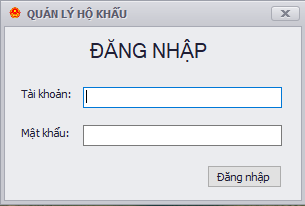 QUẢN LÝ HỘ KHẨU
ĐĂNG NHẬP
Tài khoản:
Mật khẩu:
Đăng nhập